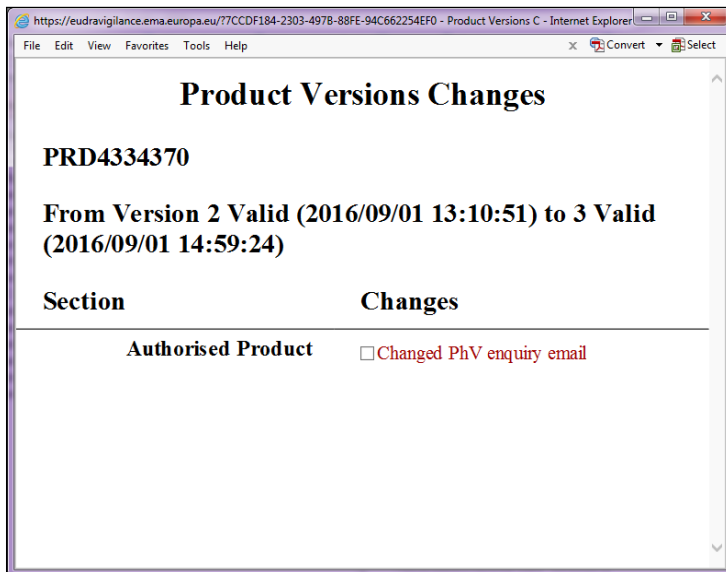 https://eudravigilance.ema.europa.eu/?7CCDF184-2303-497B-88FE-94C662254EF0 - Product Versions C - Internet Explorer
File Edit View Favorites Tools Help x Convert Select
Product Versions Changes
PRD4334370
From Version 2 Valid (2016/09/01 13:10:51) to 3 Valid
(2016/09/01 14:59:24)
Section Changes
Authorised Product Changed PhV enquiry email